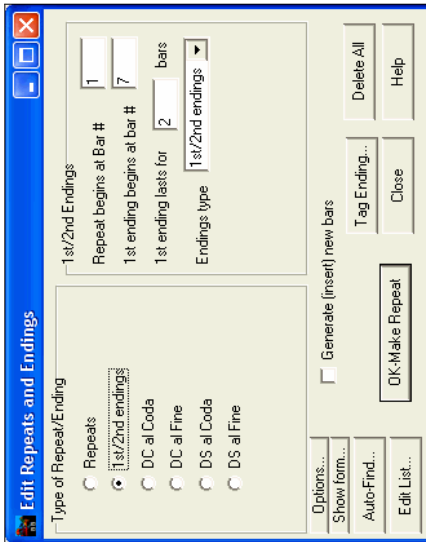 Edit Repeats and Endings
Type of Repeat/Ending
Repeats
1st/2nd endings
DC al Coda
DC al Fine
DS al Coda
DS al Fine
1st/2nd Endings
Repeat begins at Bar # 1
1st ending begins at bar # 7
1st ending lasts for 2 bars
Endings type 1st/2nd endings
Options...
Show form...
Auto-Find...
Edit List...
Generate (insert) new bars
OK-Make Repeat
Tag Ending...
Delete All
Close
Help